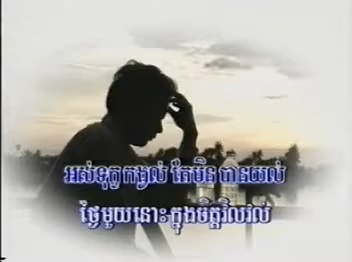 អស់ទុក្ខកង្វល់ តែមិនបានយល់
ថ្ងៃមួយនោះក្នុងចិត្តវិលវល់